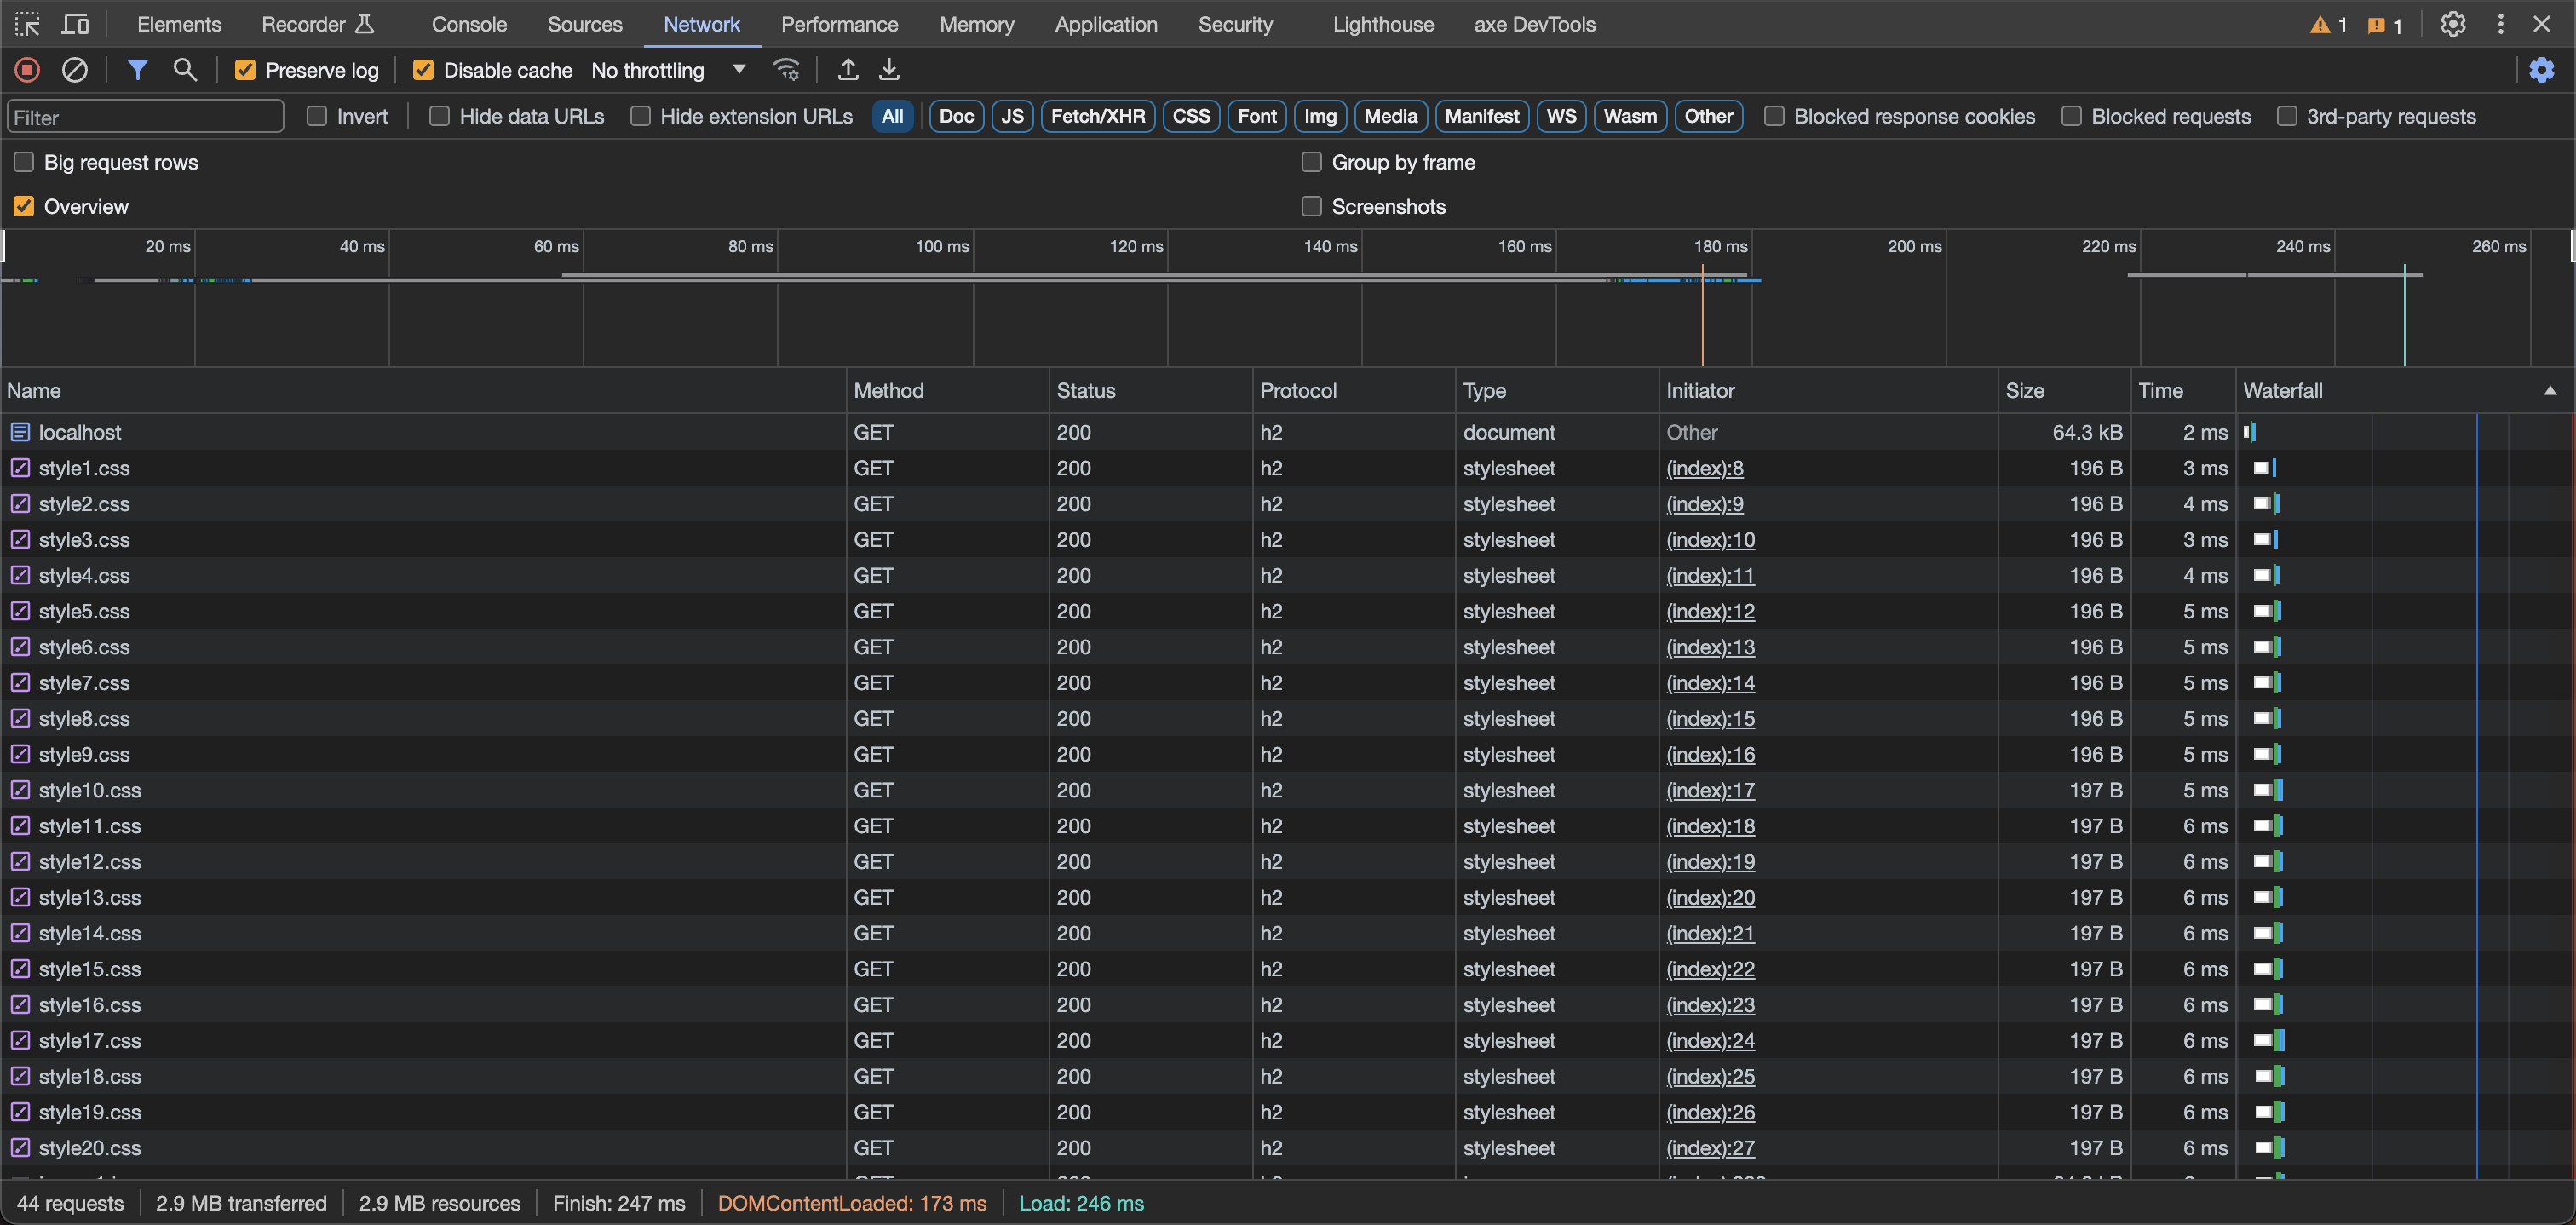 Elements Recorder Console Sources Network Performance Memory Application Security Lighthouse axe DevTools 1 1
Preserve log Disable cache No throttling
Filter Invert Hide data URLs Hide extension URLs All Doc JS Fetch/XHR CSS Font Img Media Manifest WS Wasm Other Blocked response cookies Blocked requests 3rd-party requests
Big request rows Group by frame
Overview Screenshots
20 ms 40 ms 60 ms 80 ms 100 ms 120 ms 140 ms 160 ms 180 ms 200 ms 220 ms 240 ms 260 ms
Name Method Status Protocol Type Initiator Size Time Waterfall
localhost GET 200 h2 document Other 64.3 kB 2 ms
style1.css GET 200 h2 stylesheet (index):8 196 B 3 ms
style2.css GET 200 h2 stylesheet (index):9 196 B 4 ms
style3.css GET 200 h2 stylesheet (index):10 196 B 3 ms
style4.css GET 200 h2 stylesheet (index):11 196 B 4 ms
style5.css GET 200 h2 stylesheet (index):12 196 B 5 ms
style6.css GET 200 h2 stylesheet (index):13 196 B 5 ms
style7.css GET 200 h2 stylesheet (index):14 196 B 5 ms
style8.css GET 200 h2 stylesheet (index):15 196 B 5 ms
style9.css GET 200 h2 stylesheet (index):16 196 B 5 ms
style10.css GET 200 h2 stylesheet (index):17 197 B 5 ms
style11.css GET 200 h2 stylesheet (index):18 197 B 6 ms
style12.css GET 200 h2 stylesheet (index):19 197 B 6 ms
style13.css GET 200 h2 stylesheet (index):20 197 B 6 ms
style14.css GET 200 h2 stylesheet (index):21 197 B 6 ms
style15.css GET 200 h2 stylesheet (index):22 197 B 6 ms
style16.css GET 200 h2 stylesheet (index):23 197 B 6 ms
style17.css GET 200 h2 stylesheet (index):24 197 B 6 ms
style18.css GET 200 h2 stylesheet (index):25 197 B 6 ms
style19.css GET 200 h2 stylesheet (index):26 197 B 6 ms
style20.css GET 200 h2 stylesheet (index):27 197 B 6 ms
44 requests 2.9 MB transferred 2.9 MB resources Finish: 247 ms DOMContentLoaded: 173 ms Load: 246 ms